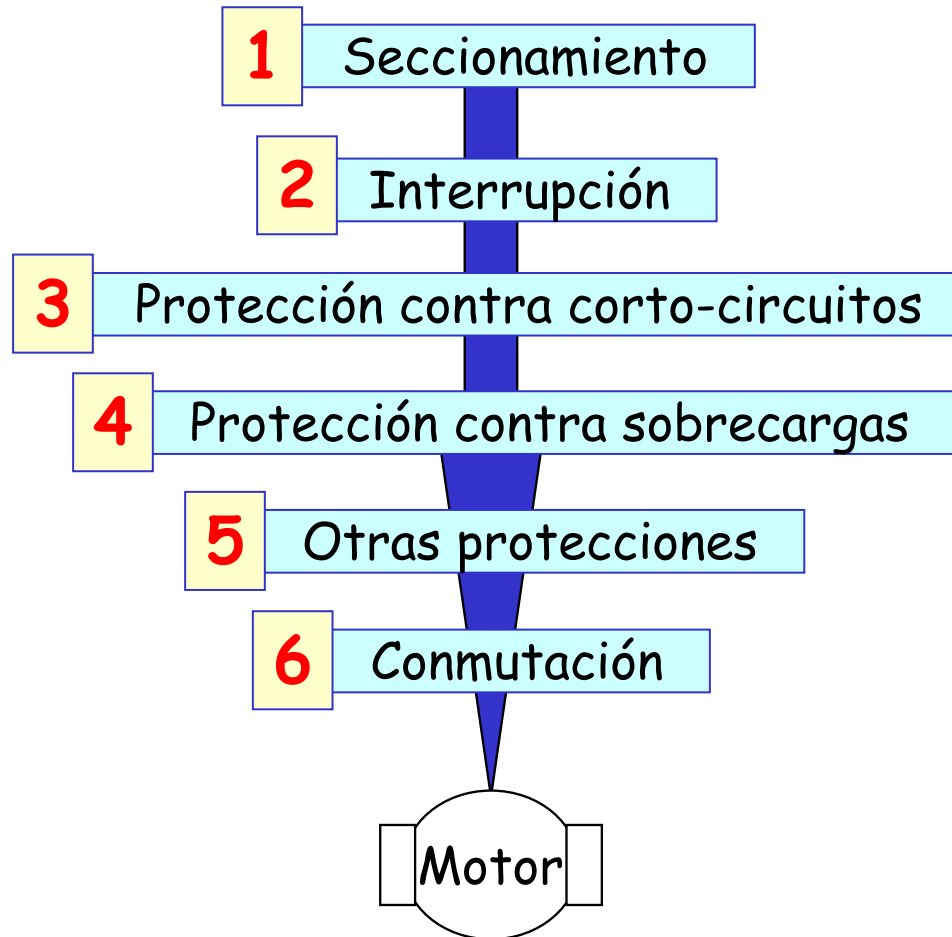 1 Seccionamiento
2 Interrupción
3 Protección contra corto-circuitos
4 Protección contra sobrecargas
5 Otras protecciones
6 Conmutación
Motor